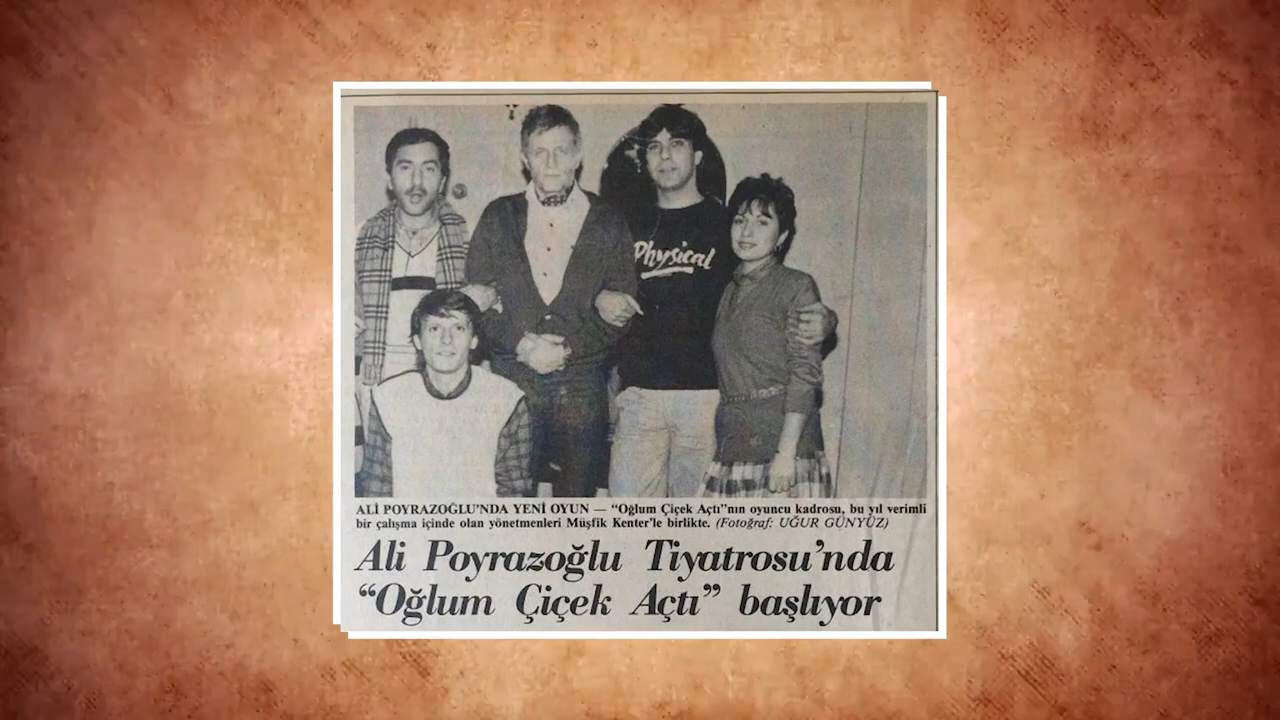 Physical
ALİ POYRAZOĞLU'NDA YENİ OYUN — “Oğlum Çiçek Açtı”nın oyuncu kadrosu, bu yıl verimli
bir çalışma içinde olan yönetmenleri Müşfik Kenter'le birlikte. (Fotoğraf: UĞUR GÜNYÜZ)
Ali Poyrazoğlu Tiyatrosu’nda
“Oğlum Çiçek Açtı” başlıyor